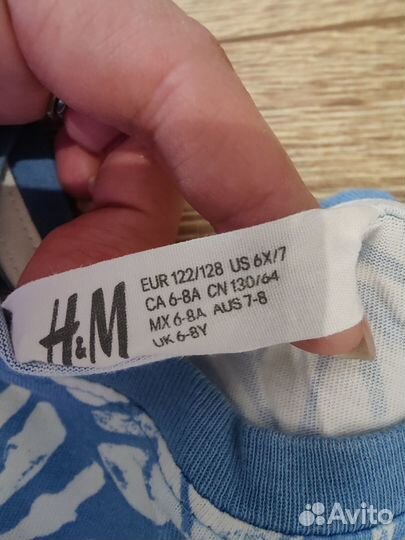 H&M
EUR 122/128 US 6X/7
CA 6-8A CN 130/64
MX 6-8A AUS 7-8
UK 6-8Y
Avito